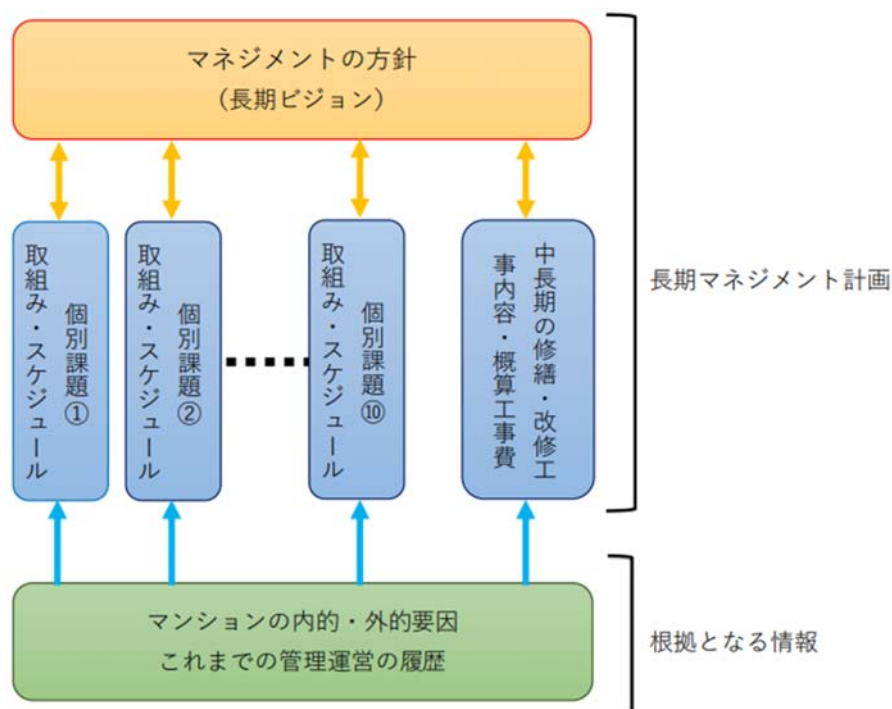 マネジメントの方針
(長期ビジョン)
個別課題①
取組み・スケジュール
個別課題②
取組み・スケジュール
個別課題⑩
取組み・スケジュール
中長期の修繕・改修工
事内容・概算工事費
長期マネジメント計画
マンションの内的・外的要因
これまでの管理運営の履歴
根拠となる情報